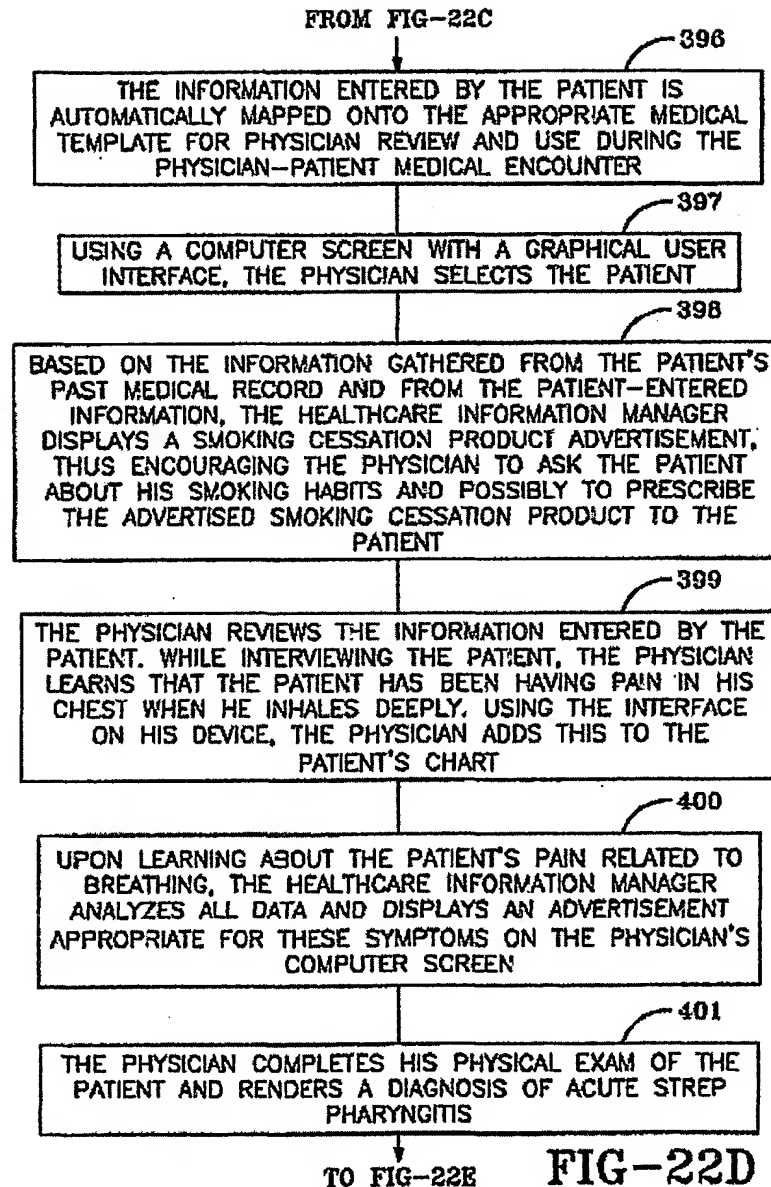 FROM FIG-22C
396
THE INFORMATION ENTERED BY THE PATIENT IS
AUTOMATICALLY MAPPED ONTO THE APPROPRIATE MEDICAL
TEMPLATE FOR PHYSICIAN REVIEW AND USE DURING THE
PHYSICIAN-PATIENT MEDICAL ENCOUNTER
397
USING A COMPUTER SCREEN WITH A GRAPHICAL USER
INTERFACE, THE PHYSICIAN SELECTS THE PATIENT
398
BASED ON THE INFORMATION GATHERED FROM THE PATIENT'S
PAST MEDICAL RECORD AND FROM THE PATIENT-ENTERED
INFORMATION, THE HEALTHCARE INFORMATION MANAGER
DISPLAYS A SMOKING CESSATION PRODUCT ADVERTISEMENT,
THUS ENCOURAGING THE PHYSICIAN TO ASK THE PATIENT
ABOUT HIS SMOKING HABITS AND POSSIBLY TO PRESCRIBE
THE ADVERTISED SMOKING CESSATION PRODUCT TO THE
PATIENT
399
THE PHYSICIAN REVIEWS THE INFORMATION ENTERED BY THE
PATIENT. WHILE INTERVIEWING THE PATIENT, THE PHYSICIAN
LEARNS THAT THE PATIENT HAS BEEN HAVING PAIN IN HIS
CHEST WHEN HE INHALES DEEPLY. USING THE INTERFACE
ON HIS DEVICE, THE PHYSICIAN ADDS THIS TO THE
PATIENT'S CHART
400
UPON LEARNING ABOUT THE PATIENT'S PAIN RELATED TO
BREATHING, THE HEALTHCARE INFORMATION MANAGER
ANALYZES ALL DATA AND DISPLAYS AN ADVERTISEMENT
APPROPRIATE FOR THESE SYMPTOMS ON THE PHYSICIAN'S
COMPUTER SCREEN
401
THE PHYSICIAN COMPLETES HIS PHYSICAL EXAM OF THE
PATIENT AND RENDERS A DIAGNOSIS OF ACUTE STREP
PHARYNGITIS
TO FIG-22E
FIG-22D